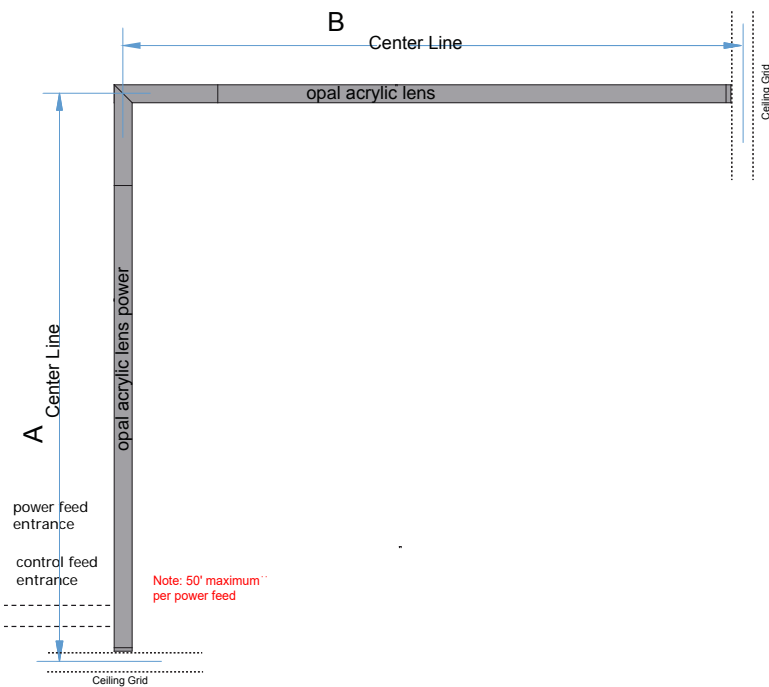 B
Center Line
opal acrylic lens
Ceiling Grid
opal acrylic lens power
Center Line
A
power feed
entrance
control feed
entrance
Note: 50' maximum
per power feed
Ceiling Grid